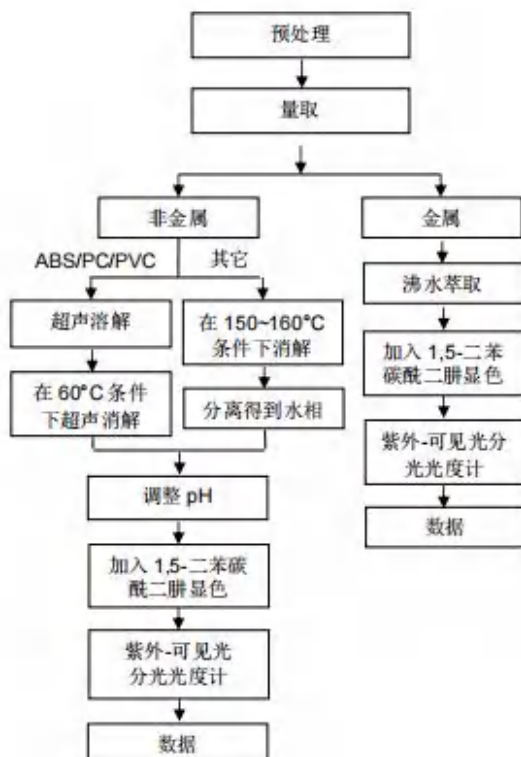 预处理
量取
非金属
金属
ABS/PC/PVC
其它
沸水萃取
超声溶解
在 150~160°C
条件下消解
加入 1,5-二苯
碳酰二肼显色
在 60°C 条件
下超声消解
分离得到水相
紫外-可见光分
光光度计
调整 pH
数据
加入 1,5-二苯碳
酰二肼显色
紫外-可见光
分光光度计
数据